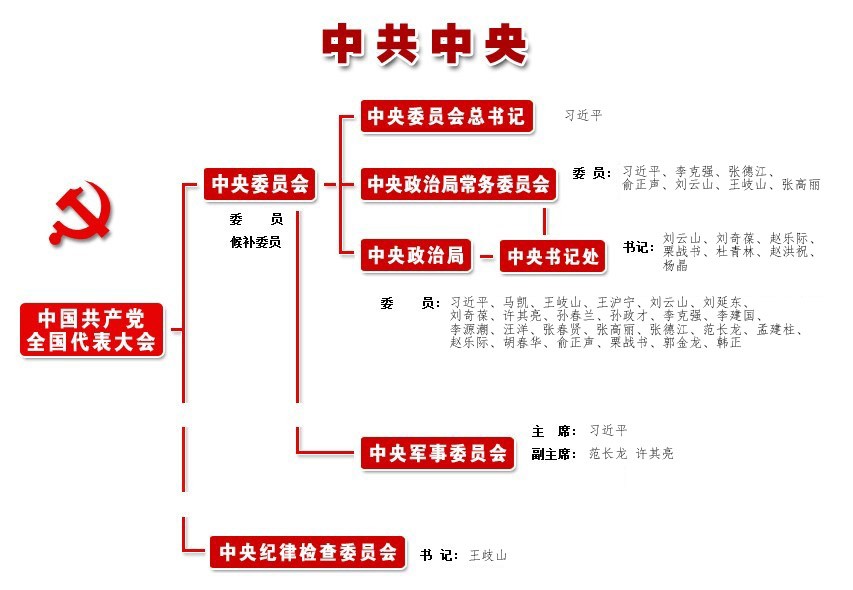 中共中央
中央委员会总书记 习近平
中央委员会
委 员
候补委员
中央政治局常务委员会
委 员：习近平、李克强、张德江、
俞正声、刘云山、王岐山、张高丽
中央政治局
中央书记处
书记：刘云山、刘奇葆、赵乐际、
栗战书、杜青林、赵洪祝、
杨晶
委 员：习近平、马凯、王岐山、王沪宁、刘云山、刘延东、
刘奇葆、许其亮、孙春兰、孙政才、李克强、李建国、
李源潮、汪洋、张春贤、张高丽、张德江、范长龙、孟建柱、
赵乐际、胡春华、俞正声、栗战书、郭金龙、韩正
中国共产党
全国代表大会
中央军事委员会
主 席：习近平
副主席：范长龙 许其亮
中央纪律检查委员会
书 记：王岐山